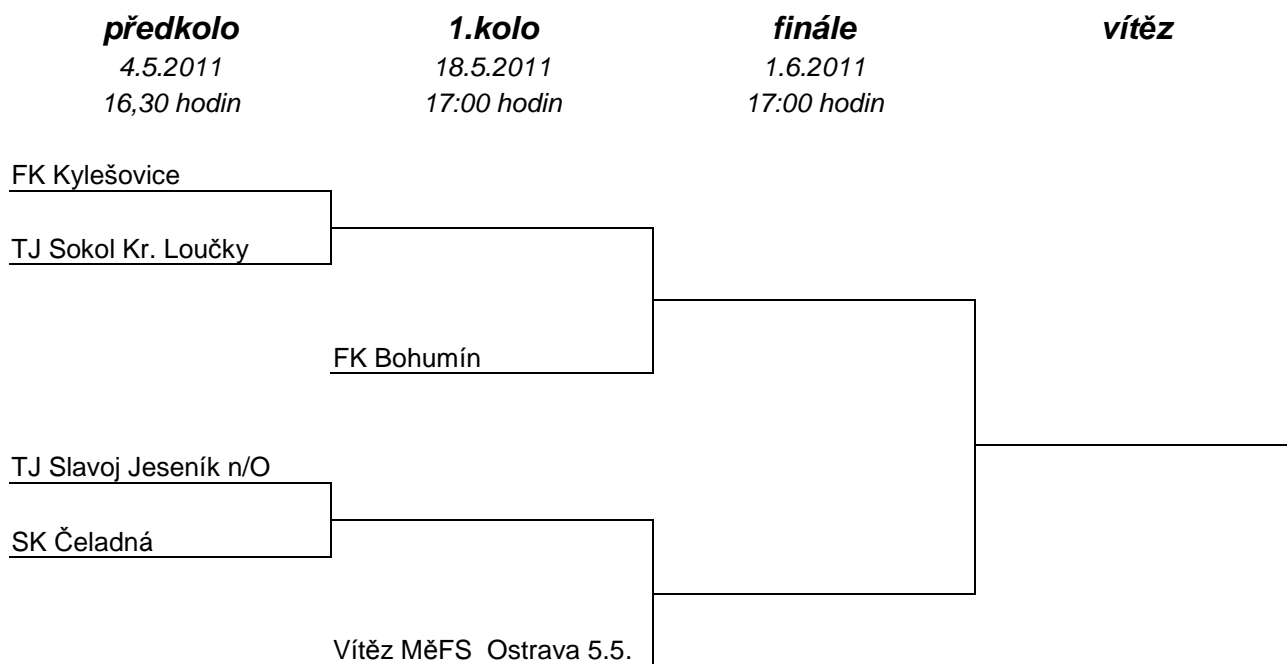 předkolo 1.kolo finále vítěz
4.5.2011 18.5.2011 1.6.2011
16,30 hodin 17:00 hodin 17:00 hodin
FK Kylešovice
TJ Sokol Kr. Loučky
FK Bohumín
TJ Slavoj Jeseník n/O
SK Čeladná
Vítěz MěFS Ostrava 5.5.